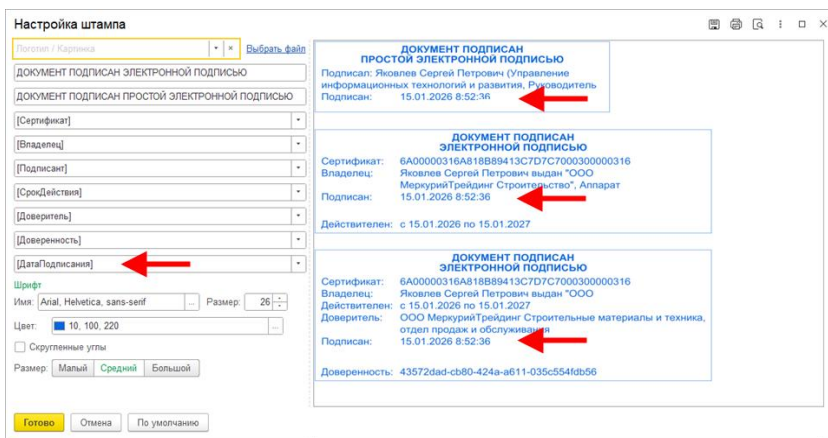 Настройка штампа
Логотип / Картинка
Выбрать файл
ДОКУМЕНТ ПОДПИСАН ЭЛЕКТРОННОЙ ПОДПИСЬЮ
ДОКУМЕНТ ПОДПИСАН ПРОСТОЙ ЭЛЕКТРОННОЙ ПОДПИСЬЮ
[Сертификат]
[Владелец]
[Подписант]
[СрокДействия]
[Доверитель]
[Доверенность]
[ДатаПодписания]
Шрифт
Имя: Arial, Helvetica, sans-serif ... Размер: 26
Цвет: 10, 100, 220 ...
Скругленные углы
Размер: Малый Средний Большой
Готово Отмена По умолчанию
ДОКУМЕНТ ПОДПИСАН
ПРОСТОЙ ЭЛЕКТРОННОЙ ПОДПИСЬЮ
Подписал: Яковлев Сергей Петрович (Управление
информационных технологий и развития, Руководитель
Подписан: 15.01.2026 8:52:36
ДОКУМЕНТ ПОДПИСАН
ЭЛЕКТРОННОЙ ПОДПИСЬЮ
Сертификат: 6A00000316A818B89413C7D7C7000300000316
Владелец: Яковлев Сергей Петрович выдан "ООО
МеркурийТрейдинг Строительство", Аппарат
Подписан: 15.01.2026 8:52:36
Действителен: с 15.01.2026 по 15.01.2027
ДОКУМЕНТ ПОДПИСАН
ЭЛЕКТРОННОЙ ПОДПИСЬЮ
Сертификат: 6A00000316A818B89413C7D7C7000300000316
Владелец: Яковлев Сергей Петрович выдан "ООО
Действителен: с 15.01.2026 по 15.01.2027
Доверитель: ООО МеркурийТрейдинг Строительные материалы и техника,
отдел продаж и обслуживания
Подписан: 15.01.2026 8:52:36
Доверенность: 43572dad-cb80-424a-a611-035c554fdb56